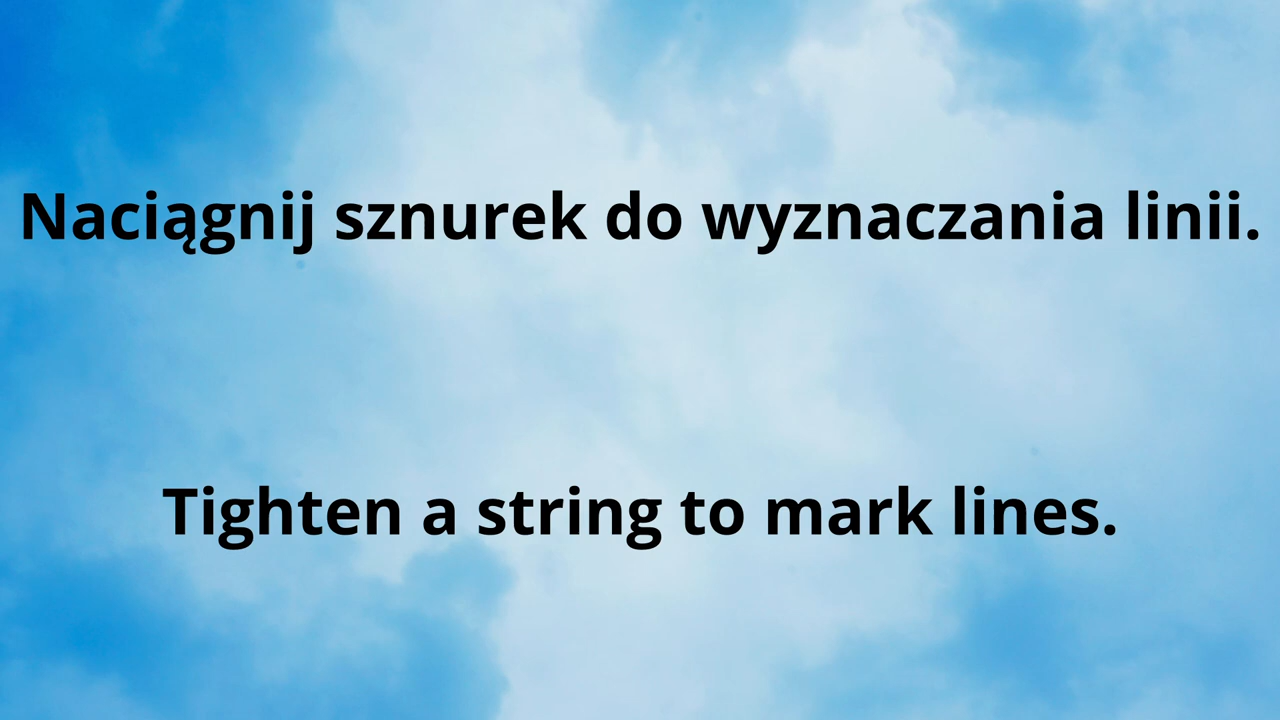 Naciągnij sznurek do wyznaczania linii.
Tighten a string to mark lines.